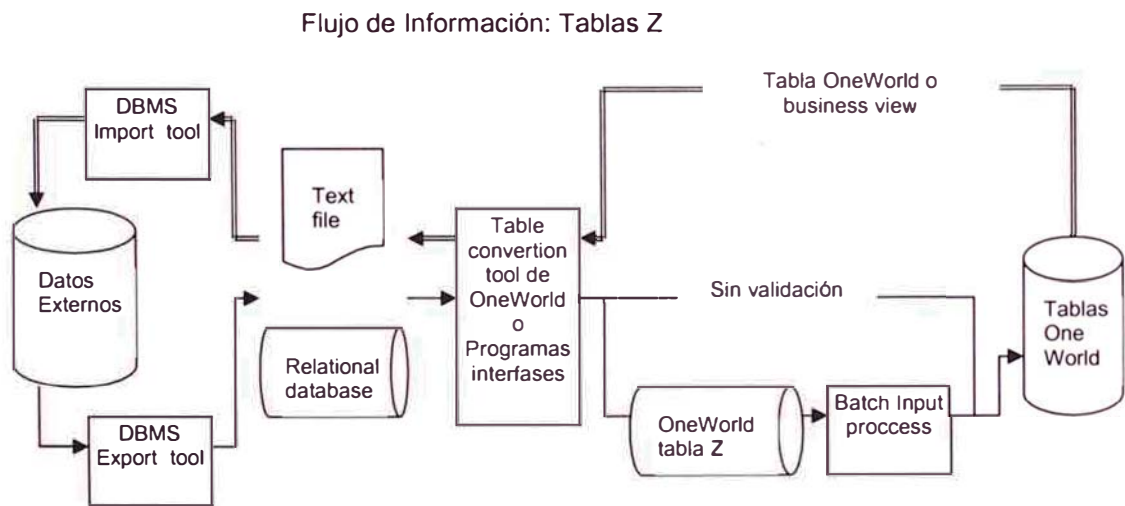 Flujo de Información: Tablas Z
DBMS
Import tool
Tabla OneWorld o
business view
Text
file
Table
convertion
tool de
OneWorld
o
Programas
interfases
Datos
Externos
Sin validación
Tablas
One
World
Relational
database
DBMS
Export tool
OneWorld
tabla Z
Batch Input
proccess